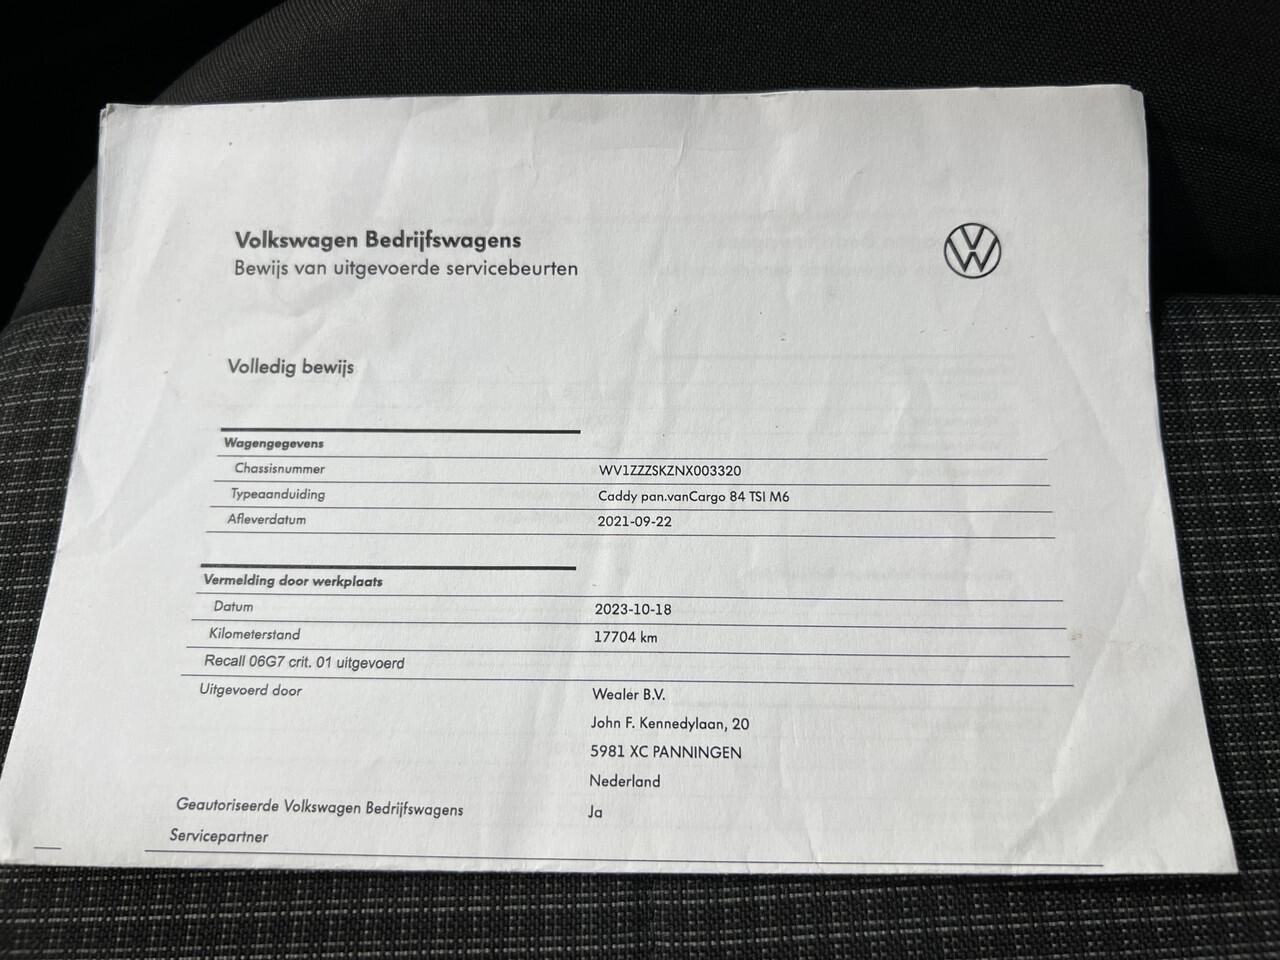 Volkswagen Bedrijfswagens
Bewijs van uitgevoerde servicebeurten
Volledig bewijs
Wagengegevens
Chassisnummer WV1ZZZSKZNX003320
Typeaanduiding Caddy pan.vanCargo 84 TSI M6
Afleverdatum 2021-09-22
Vermelding door werkplaats
Datum 2023-10-18
Kilometerstand 17704 km
Recall 06G7 crit. 01 uitgevoerd
Uitgevoerd door Wealer B.V.
John F. Kennedylaan, 20
5981 XC PANNINGEN
Nederland
Geautoriseerde Volkswagen Bedrijfswagens Ja
Servicepartner